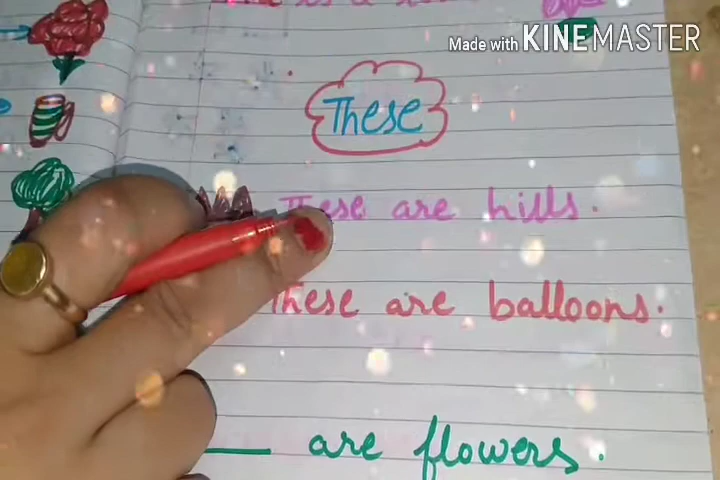 Made with KINEMASTER
These
These are hills.
These are balloons.
are flowers.